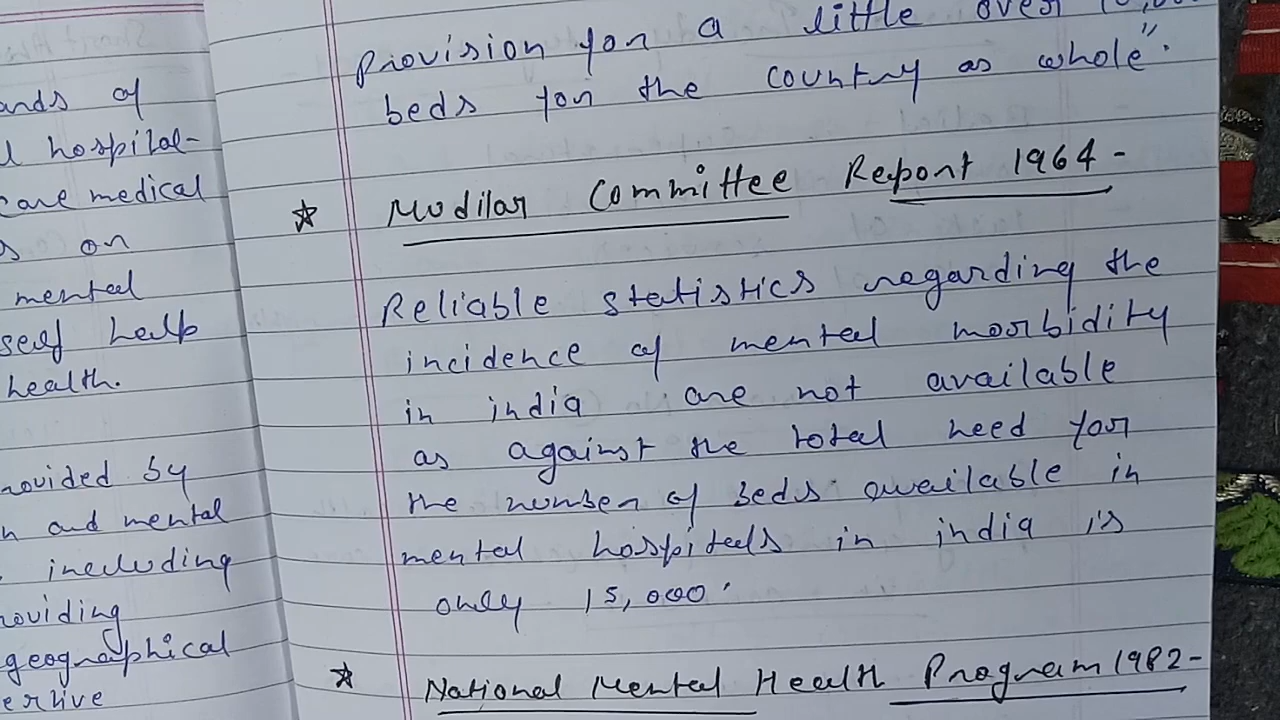 ands of
hospital-
care medical
on
mental
self help
health.
rovided by
and mental
including
roviding
geographical
provision for a little over
beds for the country as whole".
☆ Mudilar Committee Report 1964-
Reliable statistics regarding the
incidence of mental morbidity
in india are not available
as against the total need for
the number of beds available in
mental hospitals in india is
only 15,000'
☆ National Mental Health Program 1982-